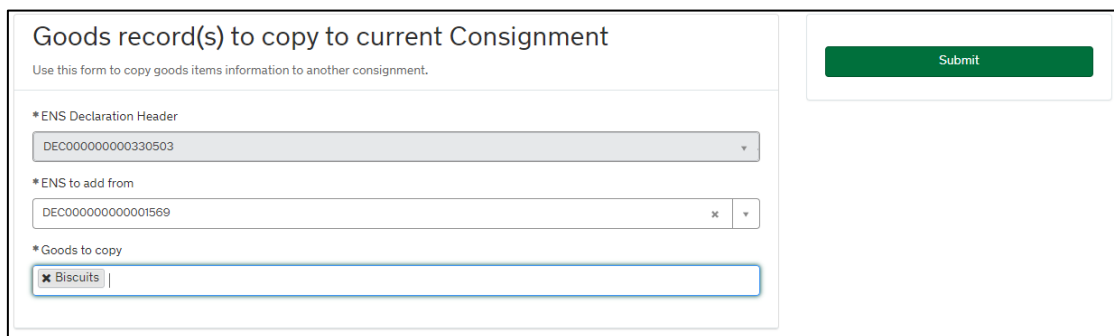 Goods record(s) to copy to current Consignment
Use this form to copy goods items information to another consignment.
Submit
*ENS Declaration Header
DEC000000000330503
*ENS to add from
DEC000000000001569
*Goods to copy
Biscuits